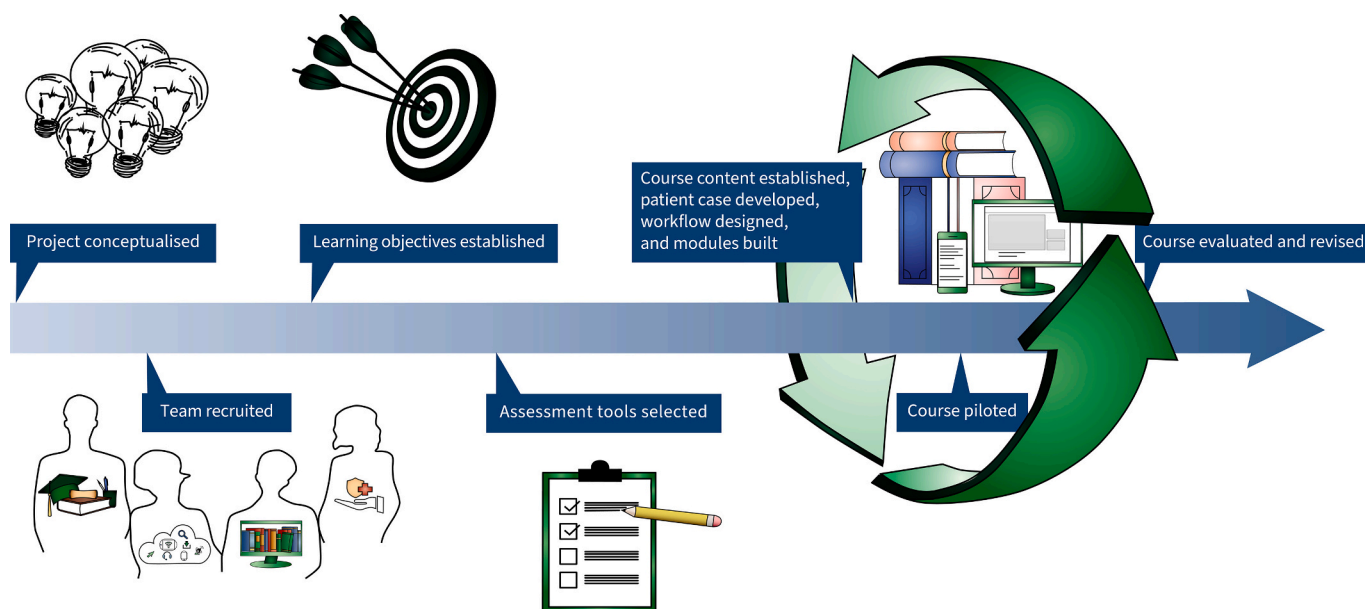 Project conceptualised
Learning objectives established
Course content established,
patient case developed,
workflow designed,
and modules built
Course evaluated and revised
Team recruited
Assessment tools selected
Course piloted